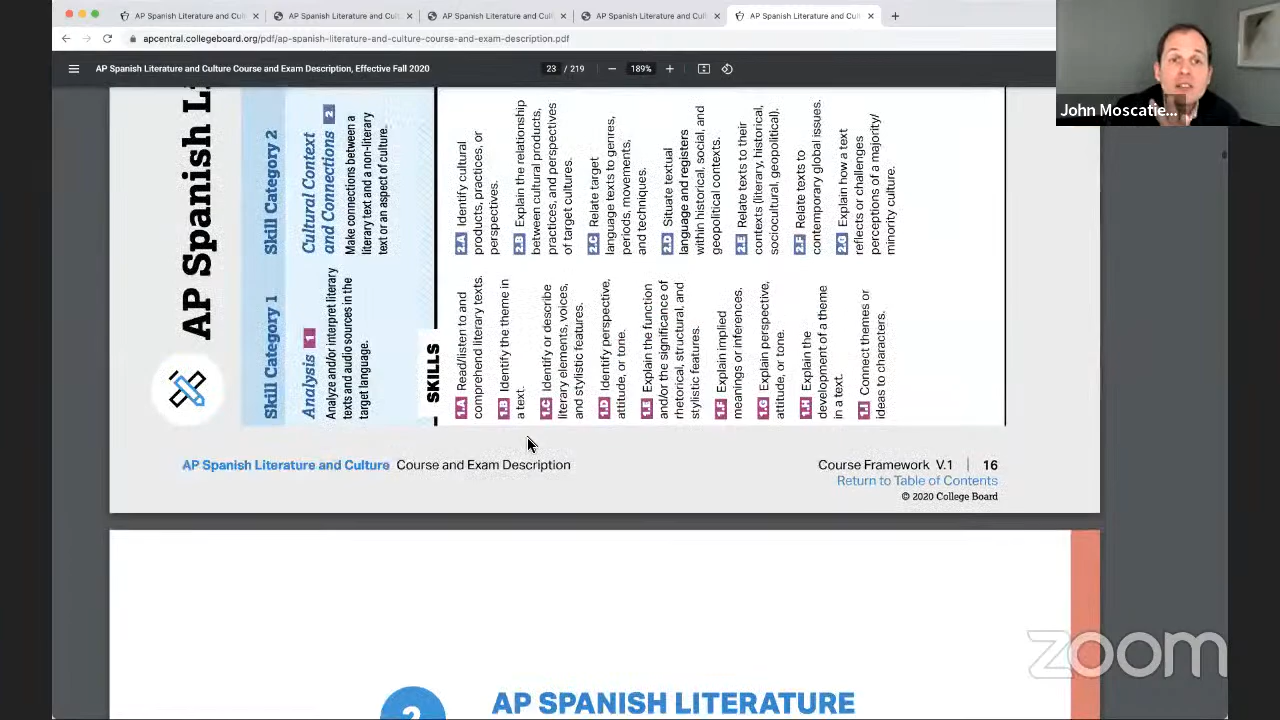 AP Spanish Literature and Cul
AP Spanish Literature and Cult
AP Spanish Literature and Cult
AP Spanish Literature and Cult
AP Spanish Literature and Cult
apcentral.collegeboard.org/pdf/ap-spanish-literature-and-culture-course-and-exam-description.pdf
AP Spanish Literature and Culture Course and Exam Description, Effective Fall 2020
23 / 219
189%
John Moscatie...
AP Spanish L
Skill Category 1
Analysis 1
Analyze and/or interpret literary
texts and audio sources in the
target language.
Skill Category 2
Cultural Context
and Connections 2
Make connections between a
literary text and a non-literary
text or an aspect of culture.
SKILLS
1.A Read/listen to and
comprehend literary texts.
1.B Identify the theme in
a text.
1.C Identify or describe
literary elements, voices,
and stylistic features.
1.D Identify perspective,
attitude, or tone.
1.E Explain the function
and/or the significance of
rhetorical, structural, and
stylistic features.
1.F Explain implied
meanings or inferences.
1.G Explain perspective,
attitude, or tone.
1.H Explain the
development of a theme
in a text.
1.I Connect themes or
ideas to characters.
2.A Identify cultural
products, practices, or
perspectives.
2.B Explain the relationship
between cultural products,
practices, and perspectives
of target cultures.
2.C Relate target
language texts to genres,
periods, movements,
and techniques.
2.D Situate textual
language and registers
within historical, social, and
geopolitical contexts.
2.E Relate texts to their
contexts (literary, historical,
sociocultural, geopolitical).
2.F Relate texts to
contemporary global issues.
2.G Explain how a text
reflects or challenges
perceptions of a majority/
minority culture.
AP Spanish Literature and Culture Course and Exam Description
Course Framework V.1 | 16
Return to Table of Contents
© 2020 College Board
2
AP SPANISH LITERATURE
zoom